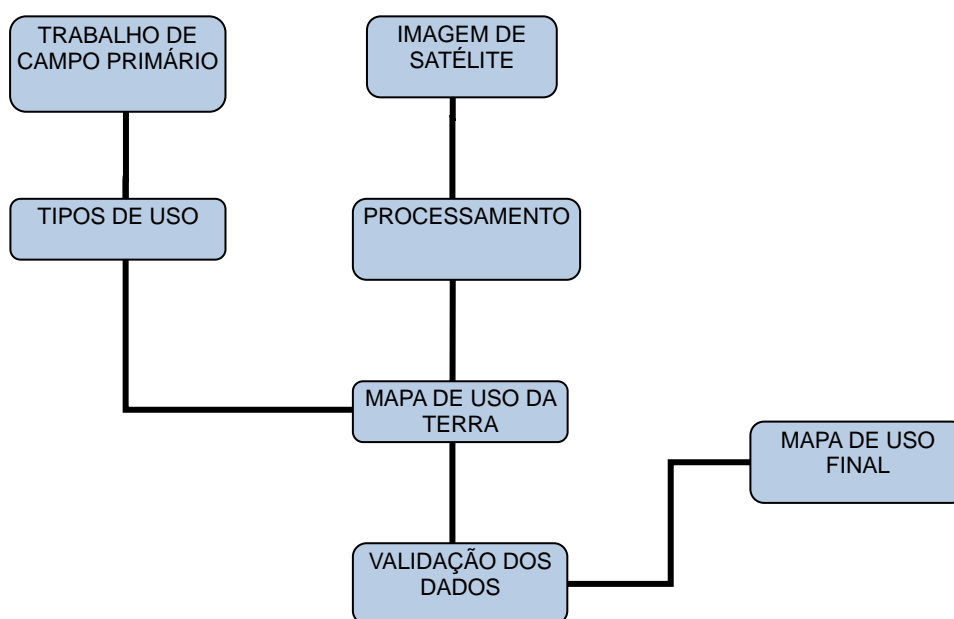 TRABALHO DE
CAMPO PRIMÁRIO
IMAGEM DE
SATÉLITE
TIPOS DE USO
PROCESSAMENTO
MAPA DE USO DA
TERRA
MAPA DE USO
FINAL
VALIDAÇÃO DOS
DADOS